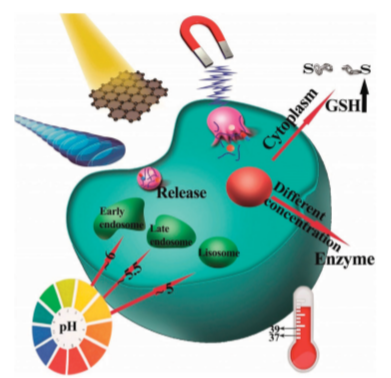 S S
GSH
Cytoplasm
Release
Different
concentration
Enzyme
Early
endosome
Late
endosome
Lisosome
6
5.5
~5
pH
39
37